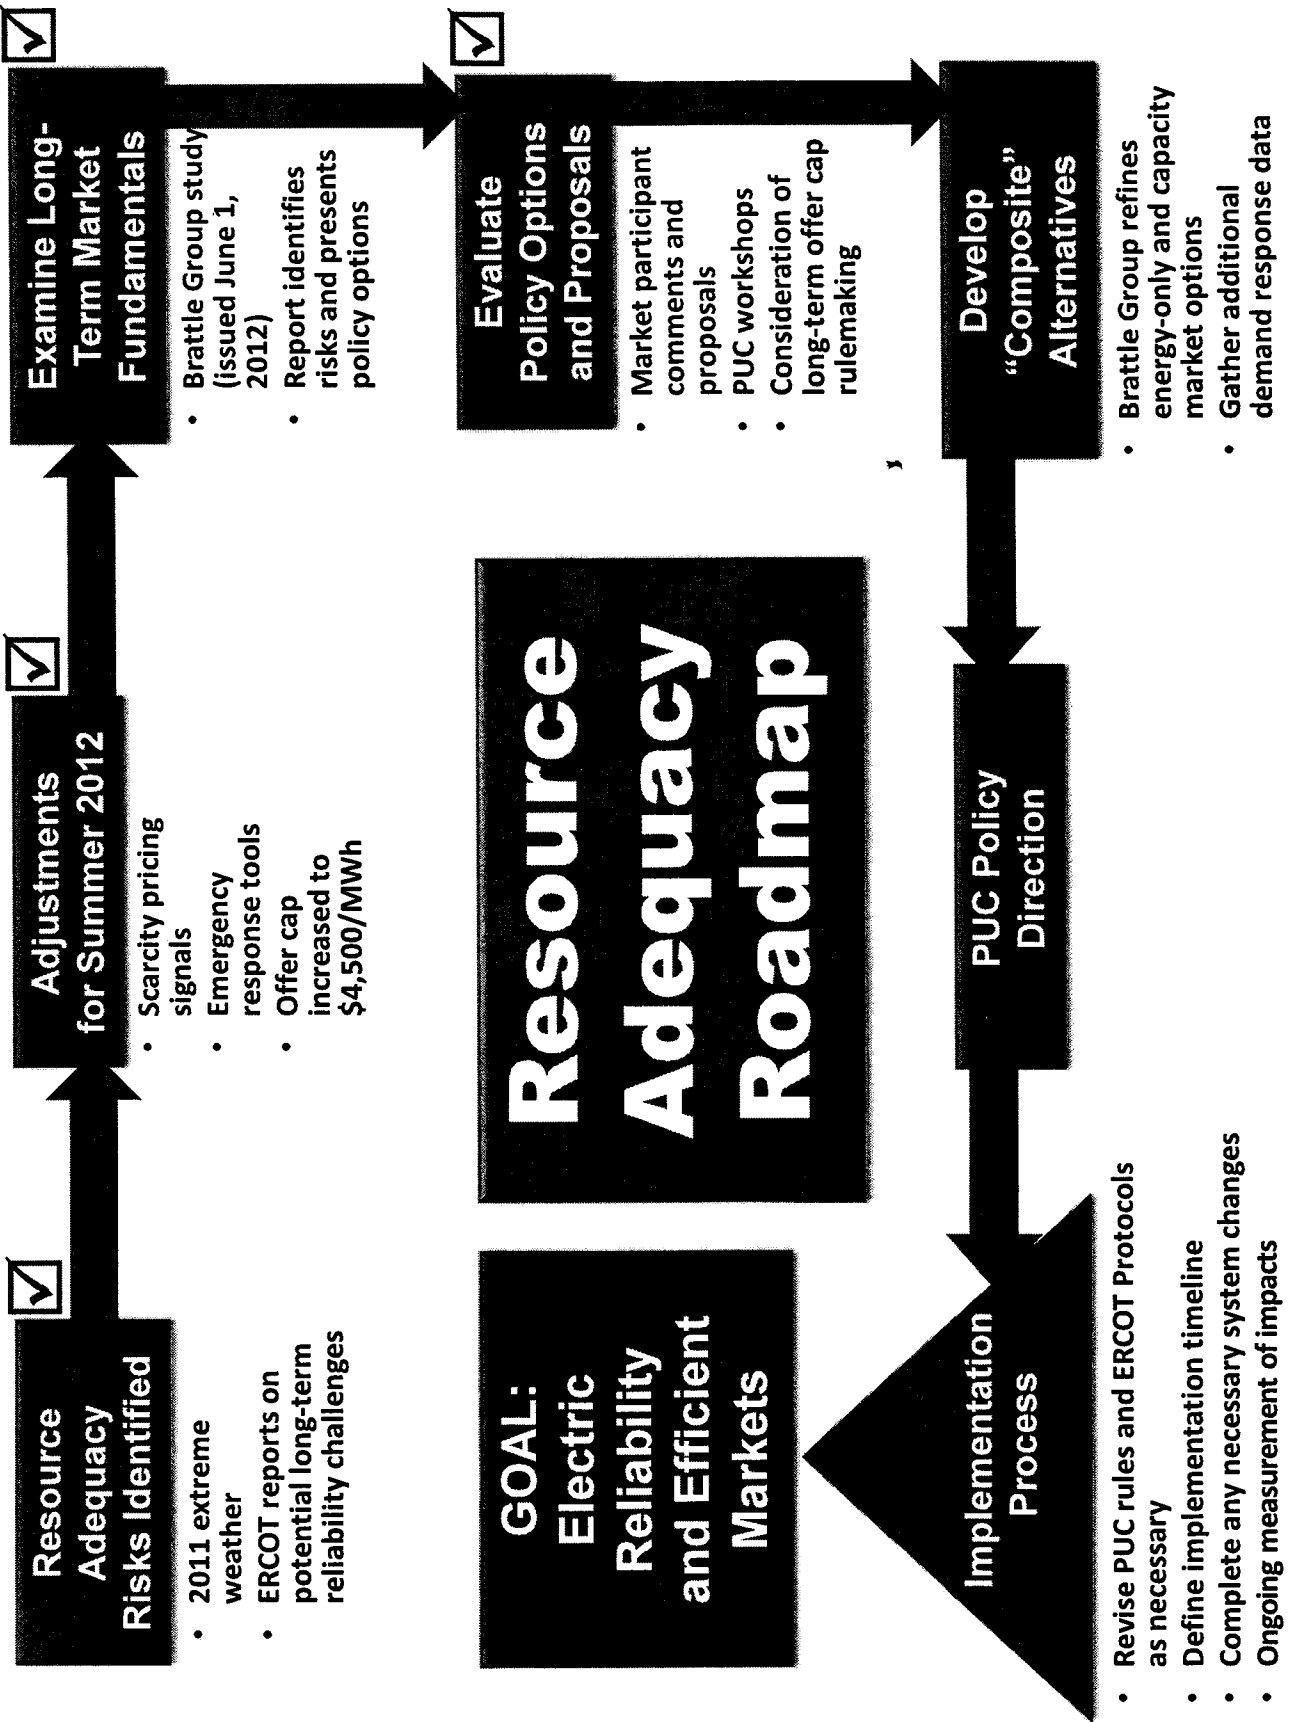 Resource
Adequacy
Risks Identified
• 2011 extreme
weather
• ERCOT reports on
potential long-term
reliability challenges
Adjustments
for Summer 2012
• Scarcity pricing
signals
• Emergency
response tools
• Offer cap
increased to
$4,500/MWh
Examine Long-
Term Market
Fundamentals
• Brattle Group study
(issued June 1,
2012)
• Report identifies
risks and presents
policy options
Evaluate
Policy Options
and Proposals
• Market participant
comments and
proposals
• PUC workshops
• Consideration of
long-term offer cap
rulemaking
Develop
“Composite”
Alternatives
• Brattle Group refines
energy-only and capacity
market options
• Gather additional
demand response data
PUC Policy
Direction
Implementation
Process
• Revise PUC rules and ERCOT Protocols
as necessary
• Define implementation timeline
• Complete any necessary system changes
• Ongoing measurement of impacts
GOAL:
Electric
Reliability
and Efficient
Markets
Resource
Adequacy
Roadmap